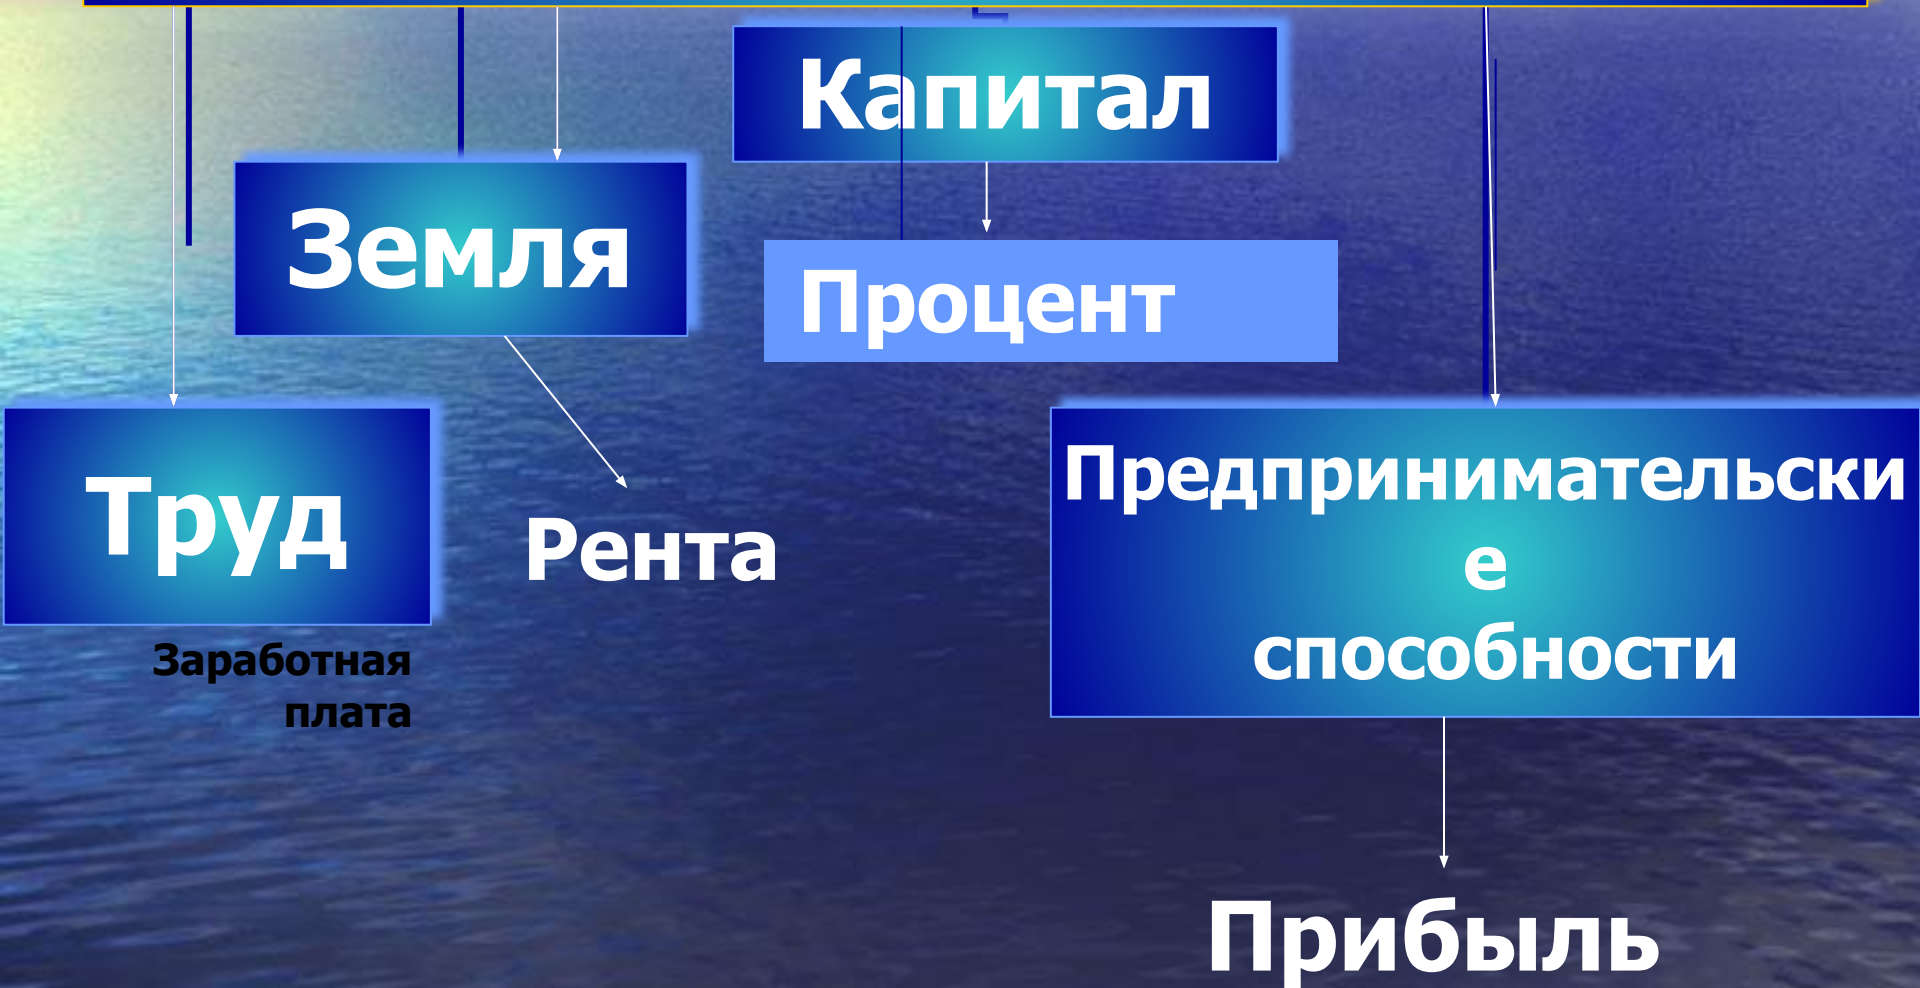 Капитал
Земля
Процент
Труд
Рента
Предпринимательски
е
способности
Заработная
плата
Прибыль